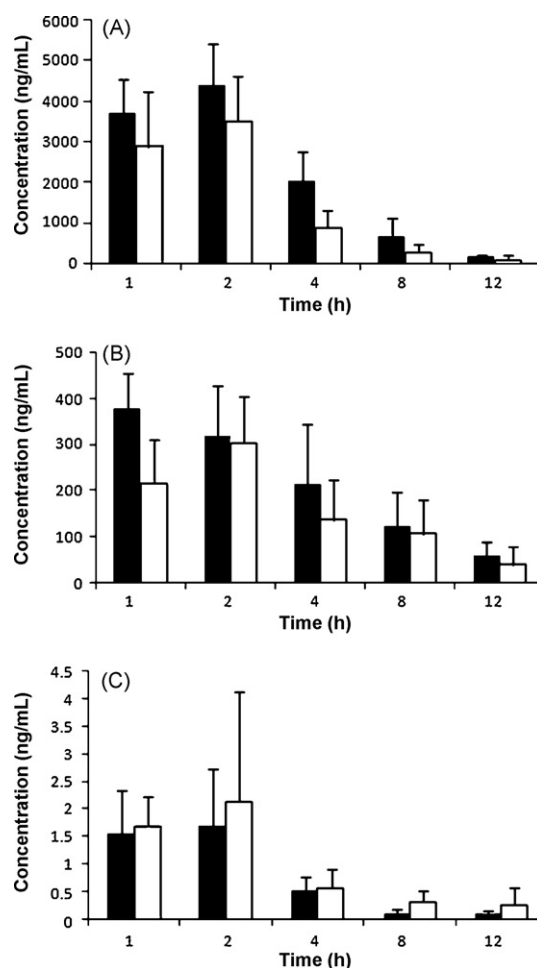 (A)
Concentration (ng/mL)
6000
5000
4000
3000
2000
1000
0
1 2 4 8 12
Time (h)
(B)
Concentration (ng/mL)
500
400
300
200
100
0
1 2 4 8 12
Time (h)
(C)
Concentration (ng/mL)
4.5
4
3.5
3
2.5
2
1.5
1
0.5
0
1 2 4 8 12
Time (h)